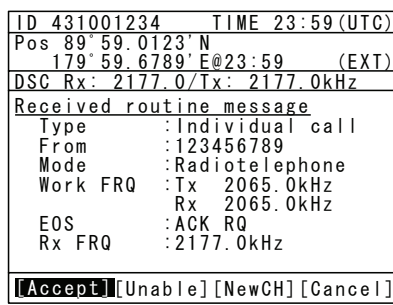 ID 431001234 TIME 23:59(UTC)
Pos 89°59.0123'N
179°59.6789'E@23:59 (EXT)
DSC Rx: 2177.0/Tx: 2177.0kHz
Received routine message
Type :Individual call
From :123456789
Mode :Radiotelephone
Work FRQ :Tx 2065.0kHz
Rx 2065.0kHz
EOS :ACK RQ
Rx FRQ :2177.0kHz
[Accept][Unable][NewCH][Cancel]